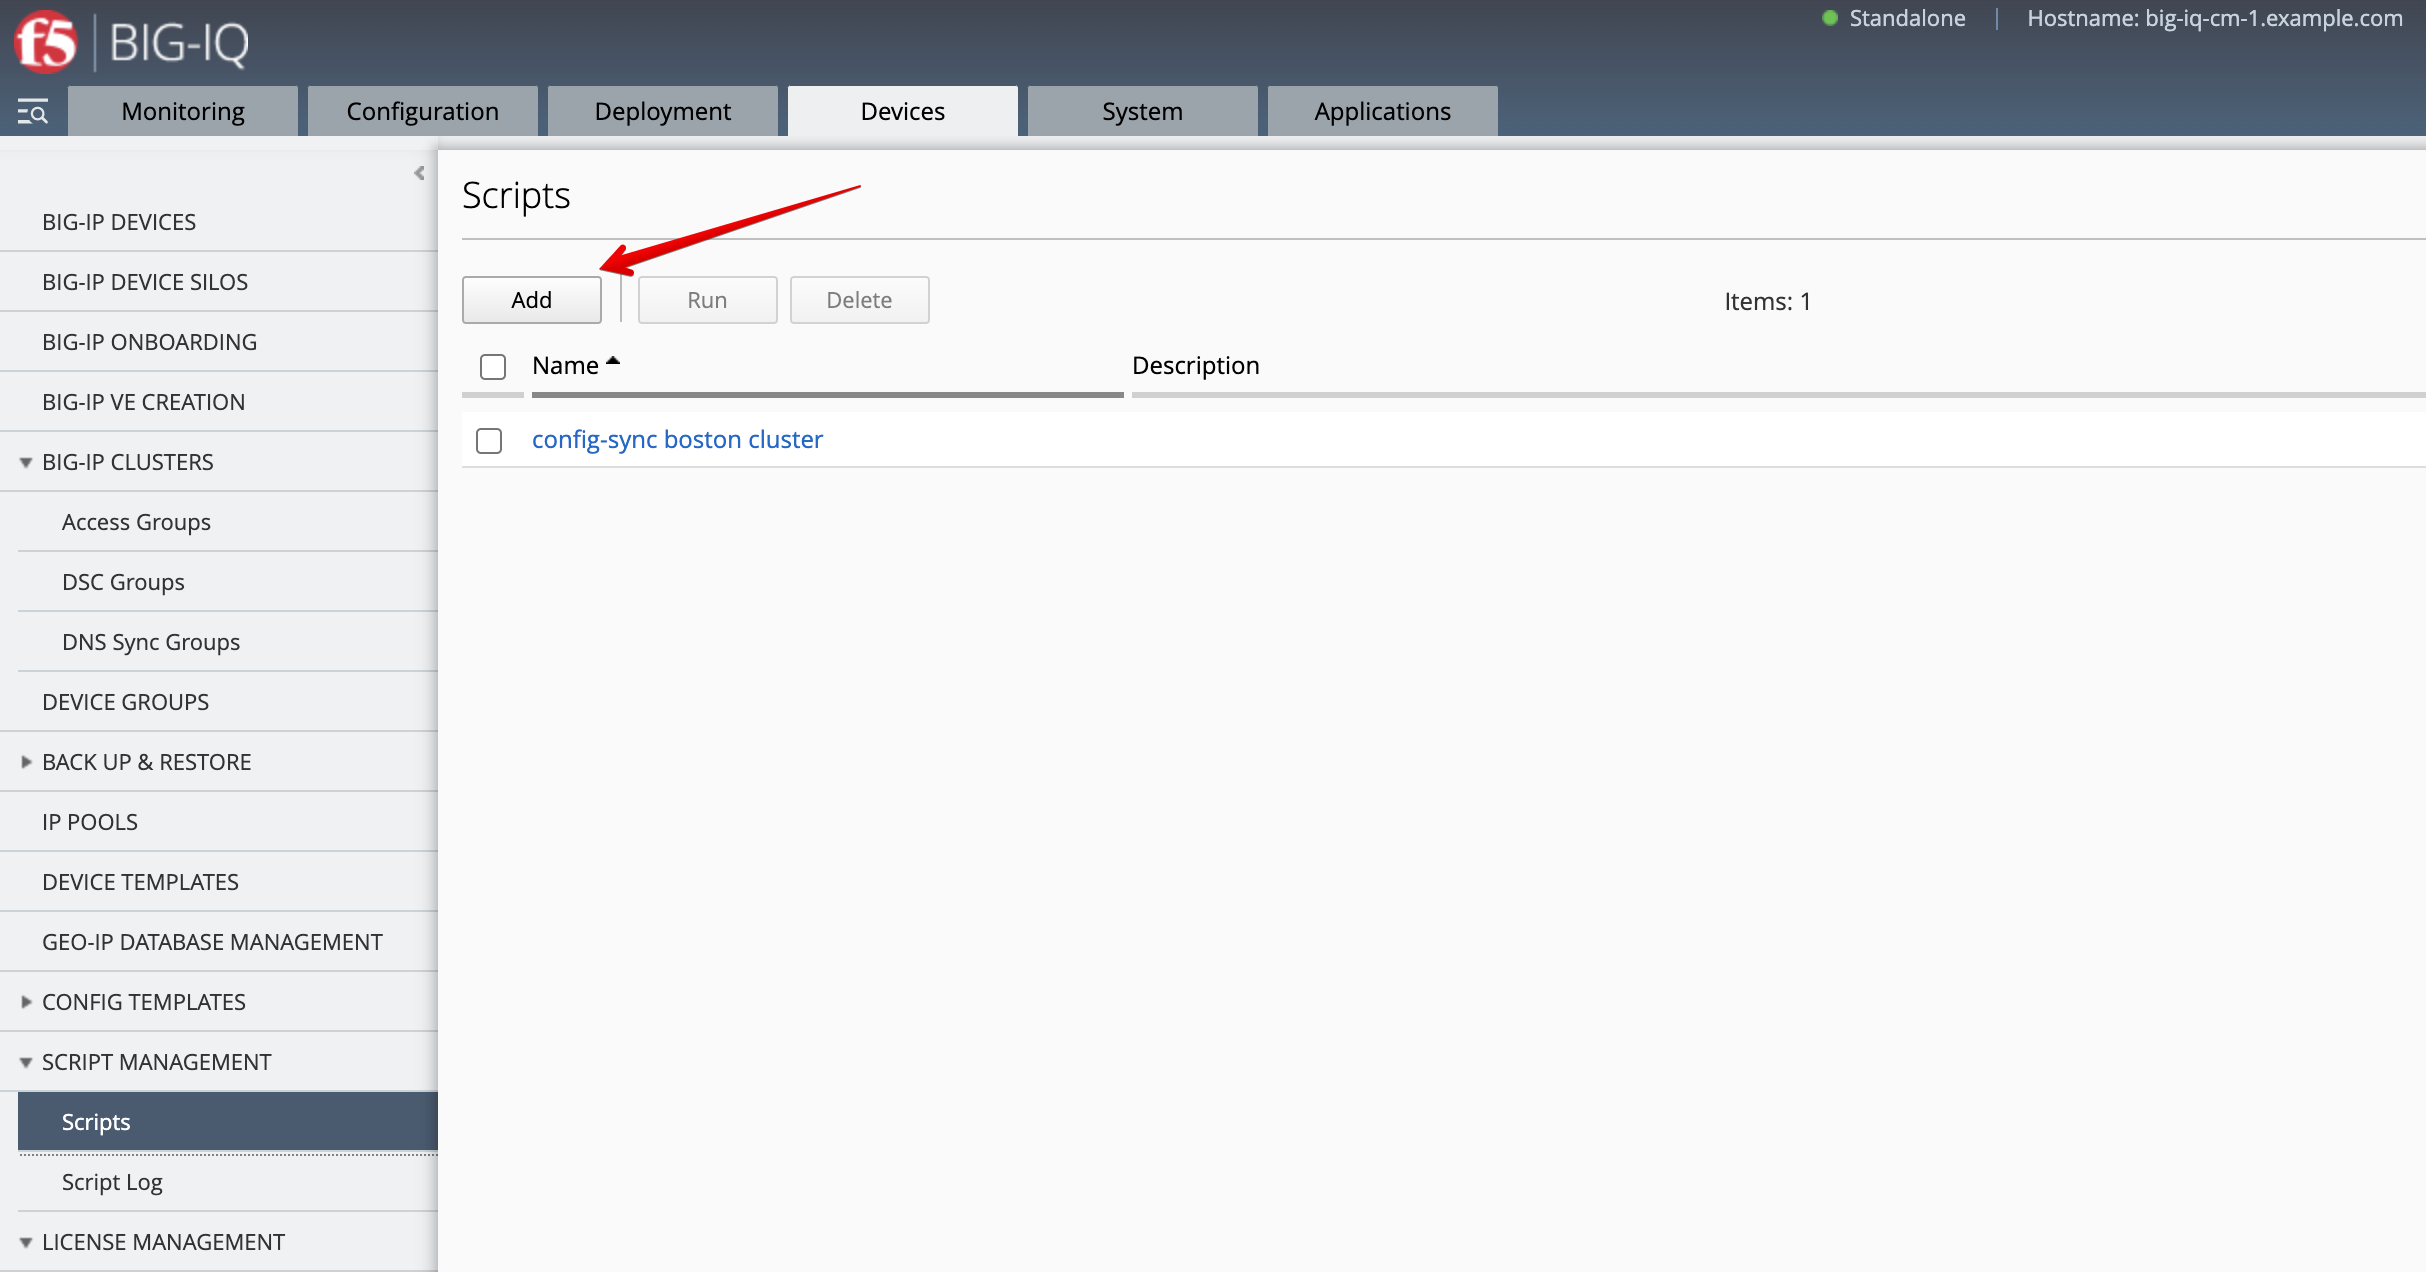 f5 BIG-IQ
Standalone
Hostname: big-iq-cm-1.example.com
Monitoring
Configuration
Deployment
Devices
System
Applications
BIG-IP DEVICES
BIG-IP DEVICE SILOS
BIG-IP ONBOARDING
BIG-IP VE CREATION
BIG-IP CLUSTERS
Access Groups
DSC Groups
DNS Sync Groups
DEVICE GROUPS
BACK UP & RESTORE
IP POOLS
DEVICE TEMPLATES
GEO-IP DATABASE MANAGEMENT
CONFIG TEMPLATES
SCRIPT MANAGEMENT
Scripts
Script Log
LICENSE MANAGEMENT
Scripts
Add
Run
Delete
Items: 1
Name
Description
config-sync boston cluster